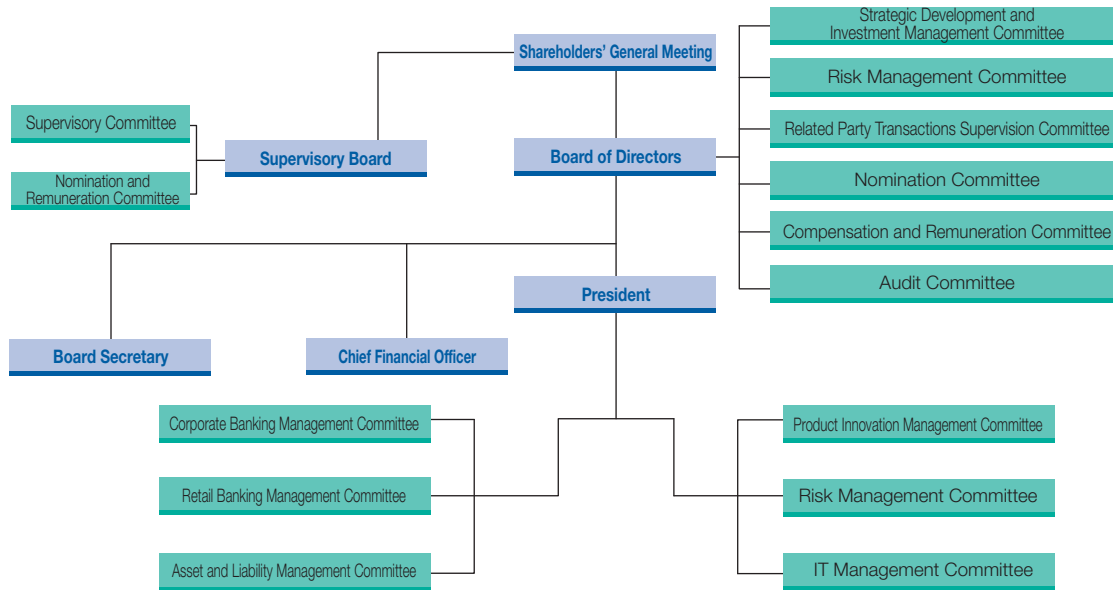 Strategic Development and
Investment Management Committee
Shareholders' General Meeting
Risk Management Committee
Supervisory Committee
Related Party Transactions Supervision Committee
Supervisory Board
Board of Directors
Nomination and
Remuneration Committee
Nomination Committee
Compensation and Remuneration Committee
Audit Committee
President
Board Secretary
Chief Financial Officer
Corporate Banking Management Committee
Product Innovation Management Committee
Retail Banking Management Committee
Risk Management Committee
Asset and Liability Management Committee
IT Management Committee